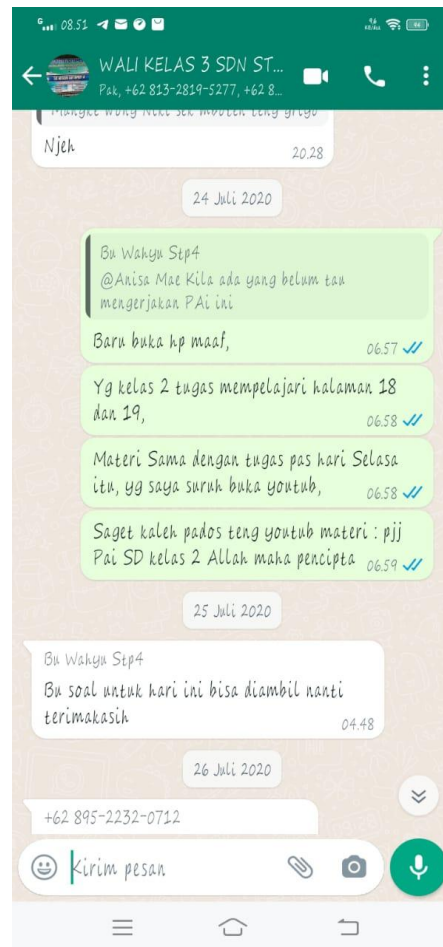 08.51
WALI KELAS 3 SDN ST...
Pak, +62 813-2819-5277, +62 8...
Njeh
20.28
24 Juli 2020
Bu Wahyu Stp4
@Anisa Mae Kila ada yang belum tau
mengerjakan PAi ini
Baru buka hp maaf,
06.57
Yg kelas 2 tugas mempelajari halaman 18
dan 19,
06.58
Materi Sama dengan tugas pas hari Selasa
itu, yg saya suruh buka youtub,
06.58
Saget kaleh pados teng youtub materi : pjj
Pai SD kelas 2 Allah maha pencipta
06.59
25 Juli 2020
Bu Wahyu Stp4
Bu soal untuk hari ini bisa diambil nanti
terimakasih
04.48
26 Juli 2020
+62 895-2232-0712
Kirim pesan